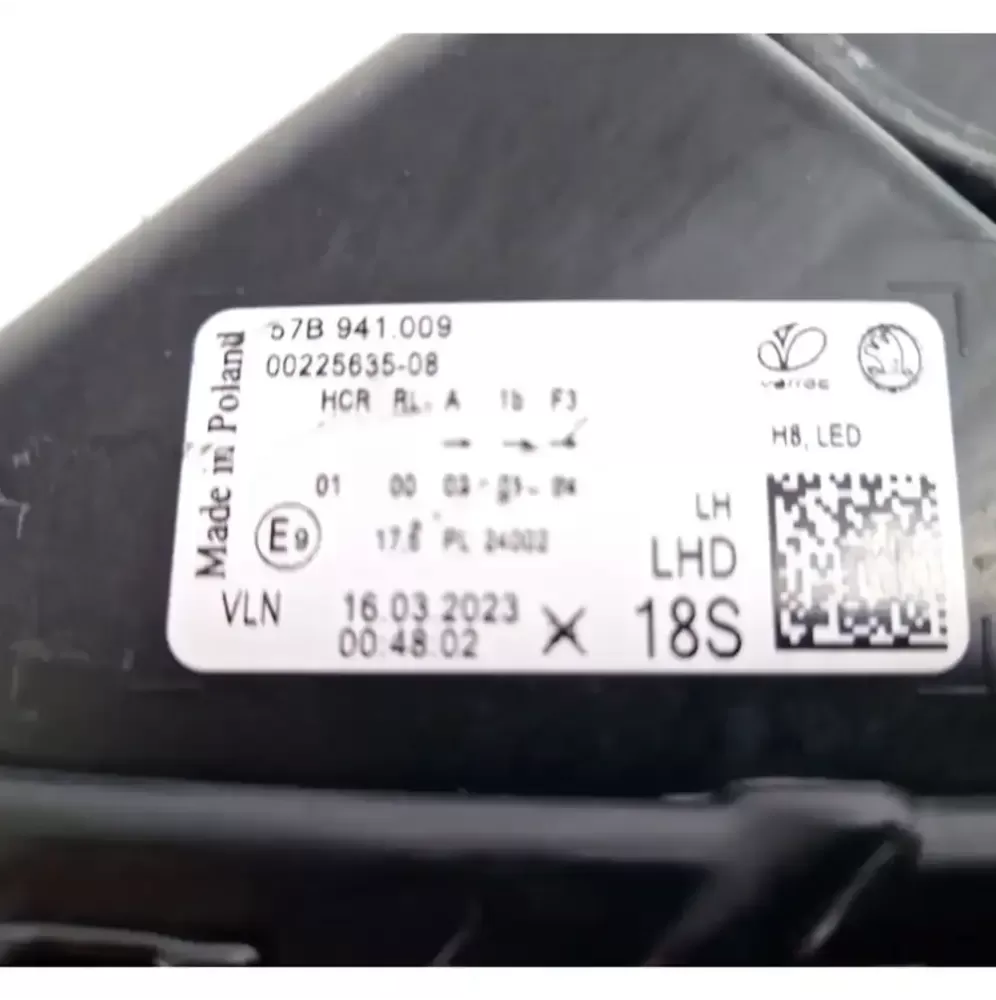 Made in Poland
57B 941.009
00225635-08
HCR RL A 1b F3
01 00
E9
PL 24002
VLN
16.03.2023
00.48.02
X
varroc
H8, LED
LH
LHD
18S